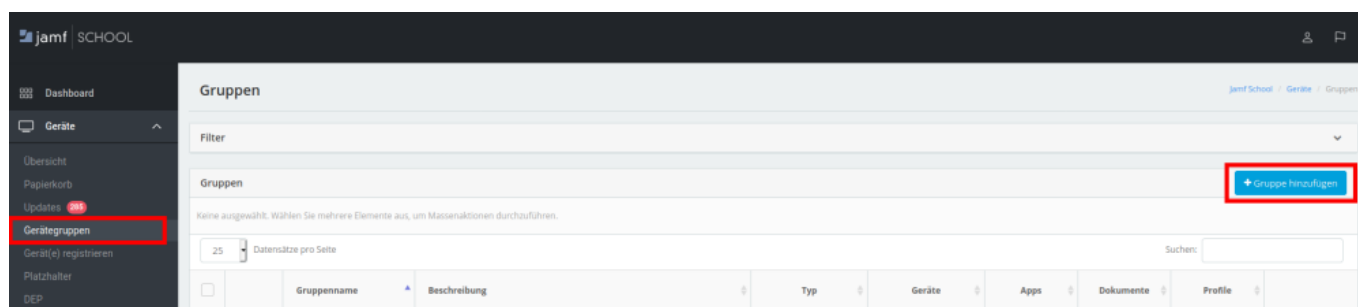 jamf SCHOOL
Dashboard
Geräte
Übersicht
Papierkorb
Updates 205
Gerätegruppen
Gerät(e) registrieren
Platzhalter
DEP
Gruppen
Jamf School / Geräte / Gruppen
Filter
Gruppen
+ Gruppe hinzufügen
Keine ausgewählt. Wählen Sie mehrere Elemente aus, um Massenaktionen durchzuführen.
25 Datensätze pro Seite
Suchen:
Gruppenname Beschreibung Typ Geräte Apps Dokumente Profile